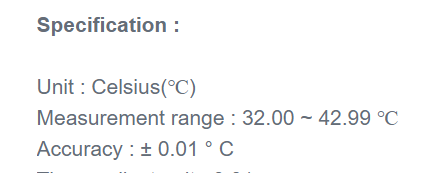 Specification :
Unit : Celsius(℃)
Measurement range : 32.00 ~ 42.99 ℃
Accuracy : ± 0.01 ° C